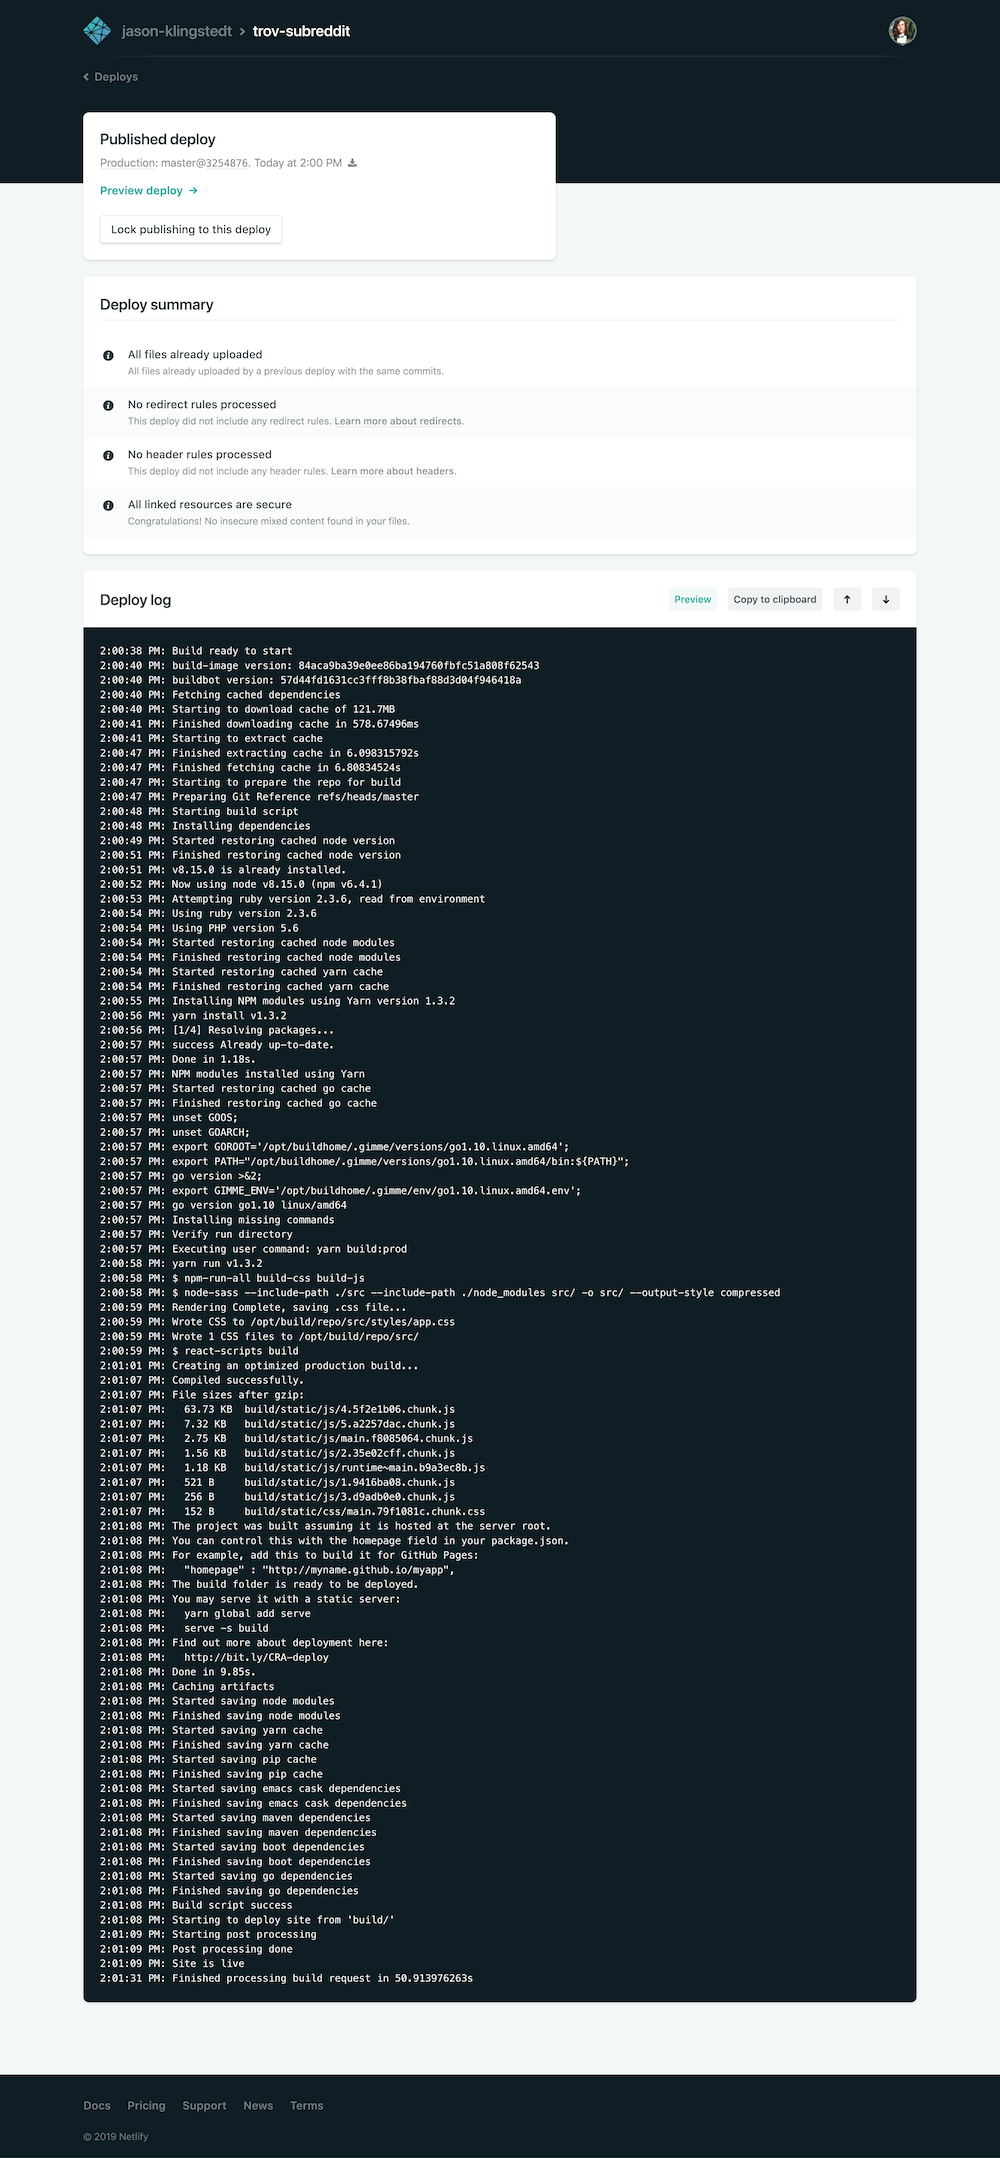 jason-klingstedt › trov-subreddit
Deploys
Published deploy
Production: master@3254876. Today at 2:00 PM
Preview deploy →
Lock publishing to this deploy
Deploy summary
All files already uploaded
All files already uploaded by a previous deploy with the same commits.
No redirect rules processed
This deploy did not include any redirect rules. Learn more about redirects.
No header rules processed
This deploy did not include any header rules. Learn more about headers.
All linked resources are secure
Congratulations! No insecure mixed content found in your files.
Deploy log
Preview Copy to clipboard ↑ ↓
2:00:38 PM: Build ready to start
2:00:40 PM: build-image version: 84aca9ba39e0ee86ba194760fbfc51a808f62543
2:00:40 PM: buildbot version: 57d44fd1631cc3fff8b38fbaf88d3d04f946418a
2:00:40 PM: Fetching cached dependencies
2:00:40 PM: Starting to download cache of 121.7MB
2:00:41 PM: Finished downloading cache in 578.67496ms
2:00:41 PM: Starting to extract cache
2:00:47 PM: Finished extracting cache in 6.098315792s
2:00:47 PM: Finished fetching cache in 6.80834524s
2:00:47 PM: Starting to prepare the repo for build
2:00:47 PM: Preparing Git Reference refs/heads/master
2:00:48 PM: Starting build script
2:00:48 PM: Installing dependencies
2:00:49 PM: Started restoring cached node version
2:00:51 PM: Finished restoring cached node version
2:00:51 PM: v8.15.0 is already installed.
2:00:52 PM: Now using node v8.15.0 (npm v6.4.1)
2:00:53 PM: Attempting ruby version 2.3.6, read from environment
2:00:54 PM: Using ruby version 2.3.6
2:00:54 PM: Using PHP version 5.6
2:00:54 PM: Started restoring cached node modules
2:00:54 PM: Finished restoring cached node modules
2:00:54 PM: Started restoring cached yarn cache
2:00:54 PM: Finished restoring cached yarn cache
2:00:55 PM: Installing NPM modules using Yarn version 1.3.2
2:00:56 PM: yarn install v1.3.2
2:00:56 PM: [1/4] Resolving packages...
2:00:57 PM: success Already up-to-date.
2:00:57 PM: Done in 1.18s.
2:00:57 PM: NPM modules installed using Yarn
2:00:57 PM: Started restoring cached go cache
2:00:57 PM: Finished restoring cached go cache
2:00:57 PM: unset GOOS;
2:00:57 PM: unset GOARCH;
2:00:57 PM: export GOROOT='/opt/buildhome/.gimme/versions/go1.10.linux.amd64';
2:00:57 PM: export PATH="/opt/buildhome/.gimme/versions/go1.10.linux.amd64/bin:${PATH}";
2:00:57 PM: go version >&2;
2:00:57 PM: export GIMME_ENV='/opt/buildhome/.gimme/env/go1.10.linux.amd64.env';
2:00:57 PM: go version go1.10 linux/amd64
2:00:57 PM: Installing missing commands
2:00:57 PM: Verify run directory
2:00:57 PM: Executing user command: yarn build:prod
2:00:58 PM: yarn run v1.3.2
2:00:58 PM: $ npm-run-all build-css build-js
2:00:58 PM: $ node-sass --include-path ./src --include-path ./node_modules src/ -o src/ --output-style compressed
2:00:59 PM: Rendering Complete, saving .css file...
2:00:59 PM: Wrote CSS to /opt/build/repo/src/styles/app.css
2:00:59 PM: Wrote 1 CSS files to /opt/build/repo/src/
2:00:59 PM: $ react-scripts build
2:01:01 PM: Creating an optimized production build...
2:01:07 PM: Compiled successfully.
2:01:07 PM: File sizes after gzip:
2:01:07 PM: 63.73 KB build/static/js/4.5f2e1b06.chunk.js
2:01:07 PM: 7.32 KB build/static/js/5.a2257dac.chunk.js
2:01:07 PM: 2.75 KB build/static/js/main.f8085064.chunk.js
2:01:07 PM: 1.56 KB build/static/js/2.35e02cff.chunk.js
2:01:07 PM: 1.18 KB build/static/js/runtime~main.b9a3ec8b.js
2:01:07 PM: 521 B build/static/js/1.9416ba08.chunk.js
2:01:07 PM: 256 B build/static/js/3.d9adb0e0.chunk.js
2:01:07 PM: 152 B build/static/css/main.79f1081c.chunk.css
2:01:08 PM: The project was built assuming it is hosted at the server root.
2:01:08 PM: You can control this with the homepage field in your package.json.
2:01:08 PM: For example, add this to build it for GitHub Pages:
2:01:08 PM: "homepage" : "http://myname.github.io/myapp",
2:01:08 PM: The build folder is ready to be deployed.
2:01:08 PM: You may serve it with a static server:
2:01:08 PM: yarn global add serve
2:01:08 PM: serve -s build
2:01:08 PM: Find out more about deployment here:
2:01:08 PM: http://bit.ly/CRA-deploy
2:01:08 PM: Done in 9.85s.
2:01:08 PM: Caching artifacts
2:01:08 PM: Started saving node modules
2:01:08 PM: Finished saving node modules
2:01:08 PM: Started saving yarn cache
2:01:08 PM: Finished saving yarn cache
2:01:08 PM: Started saving pip cache
2:01:08 PM: Finished saving pip cache
2:01:08 PM: Started saving emacs cask dependencies
2:01:08 PM: Finished saving emacs cask dependencies
2:01:08 PM: Started saving maven dependencies
2:01:08 PM: Finished saving maven dependencies
2:01:08 PM: Started saving boot dependencies
2:01:08 PM: Finished saving boot dependencies
2:01:08 PM: Started saving go dependencies
2:01:08 PM: Finished saving go dependencies
2:01:08 PM: Build script success
2:01:08 PM: Starting to deploy site from 'build/'
2:01:09 PM: Starting post processing
2:01:09 PM: Post processing done
2:01:09 PM: Site is live
2:01:31 PM: Finished processing build request in 50.913976263s
Docs Pricing Support News Terms
© 2019 Netlify